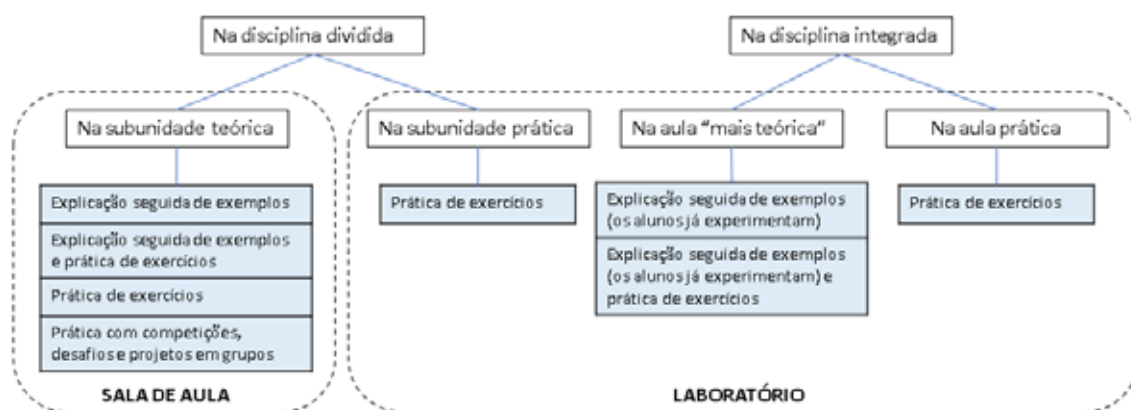 Na disciplina dividida
Na disciplina integrada
Na subunidade teórica
Na subunidade prática
Na aula "mais teórica"
Na aula prática
Explicação seguida de exemplos
Explicação seguida de exemplos
e prática de exercícios
Prática de exercícios
Prática com competições,
desafios e projetos em grupos
Prática de exercícios
Explicação seguida de exemplos
(os alunos já experimentam)
Explicação seguida de exemplos
(os alunos já experimentam) e
prática de exercícios
Prática de exercícios
SALA DE AULA
LABORATÓRIO